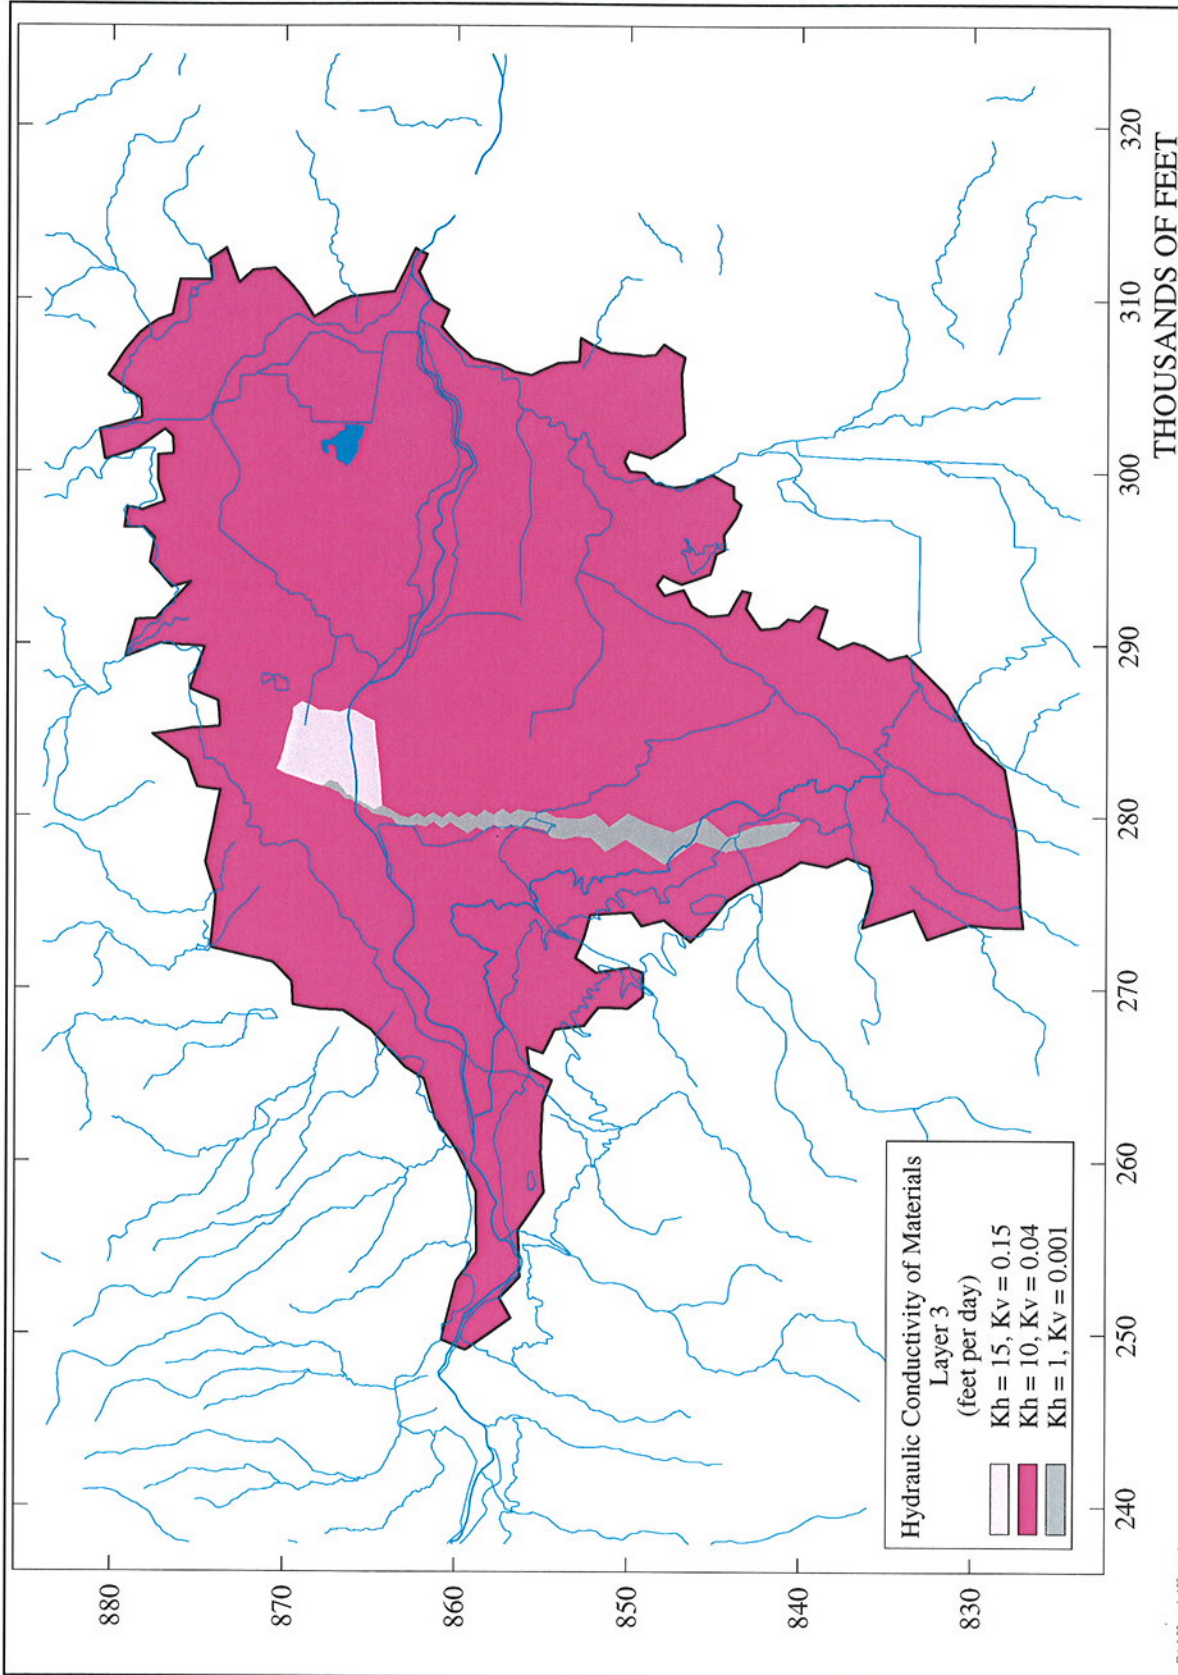 880
870
860
850
840
830
240
250
260
270
280
290
300
310
320
THOUSANDS OF FEET
Hydraulic Conductivity of Materials
Layer 3
(feet per day)
Kh = 15, Kv = 0.15
Kh = 10, Kv = 0.04
Kh = 1, Kv = 0.001